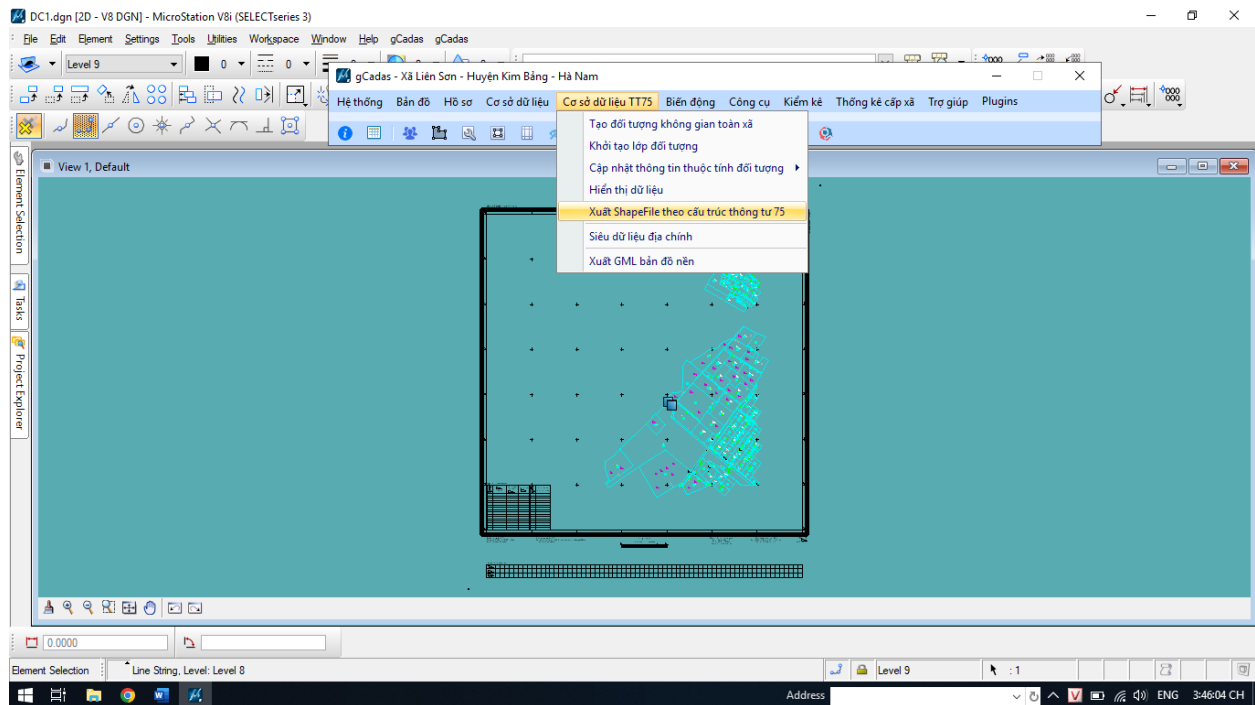 DC1.dgn [2D - V8 DGN] - MicroStation V8i (SELECTseries 3)
File Edit Element Settings Tools Utilities Workspace Window Help gCadas gCadas
Level 9 0 0
gCadas - Xã Liên Sơn - Huyện Kim Bảng - Hà Nam
Hệ thống Bản đồ Hồ sơ Cơ sở dữ liệu Cơ sở dữ liệu TT75 Biến động Công cụ Kiểm kê Thống kê cấp xã Trợ giúp Plugins
Tạo đối tượng không gian toàn xã
Khởi tạo lớp đối tượng
Cập nhật thông tin thuộc tính đối tượng
Hiển thị dữ liệu
Xuất ShapeFile theo cấu trúc thông tư 75
Siêu dữ liệu địa chính
Xuất GML bản đồ nền
View 1, Default
Element Selection
Tasks
Project Explorer
0.0000
Element Selection Line String, Level: Level 8 Level 9 : 1
Address ENG 3:46:04 CH